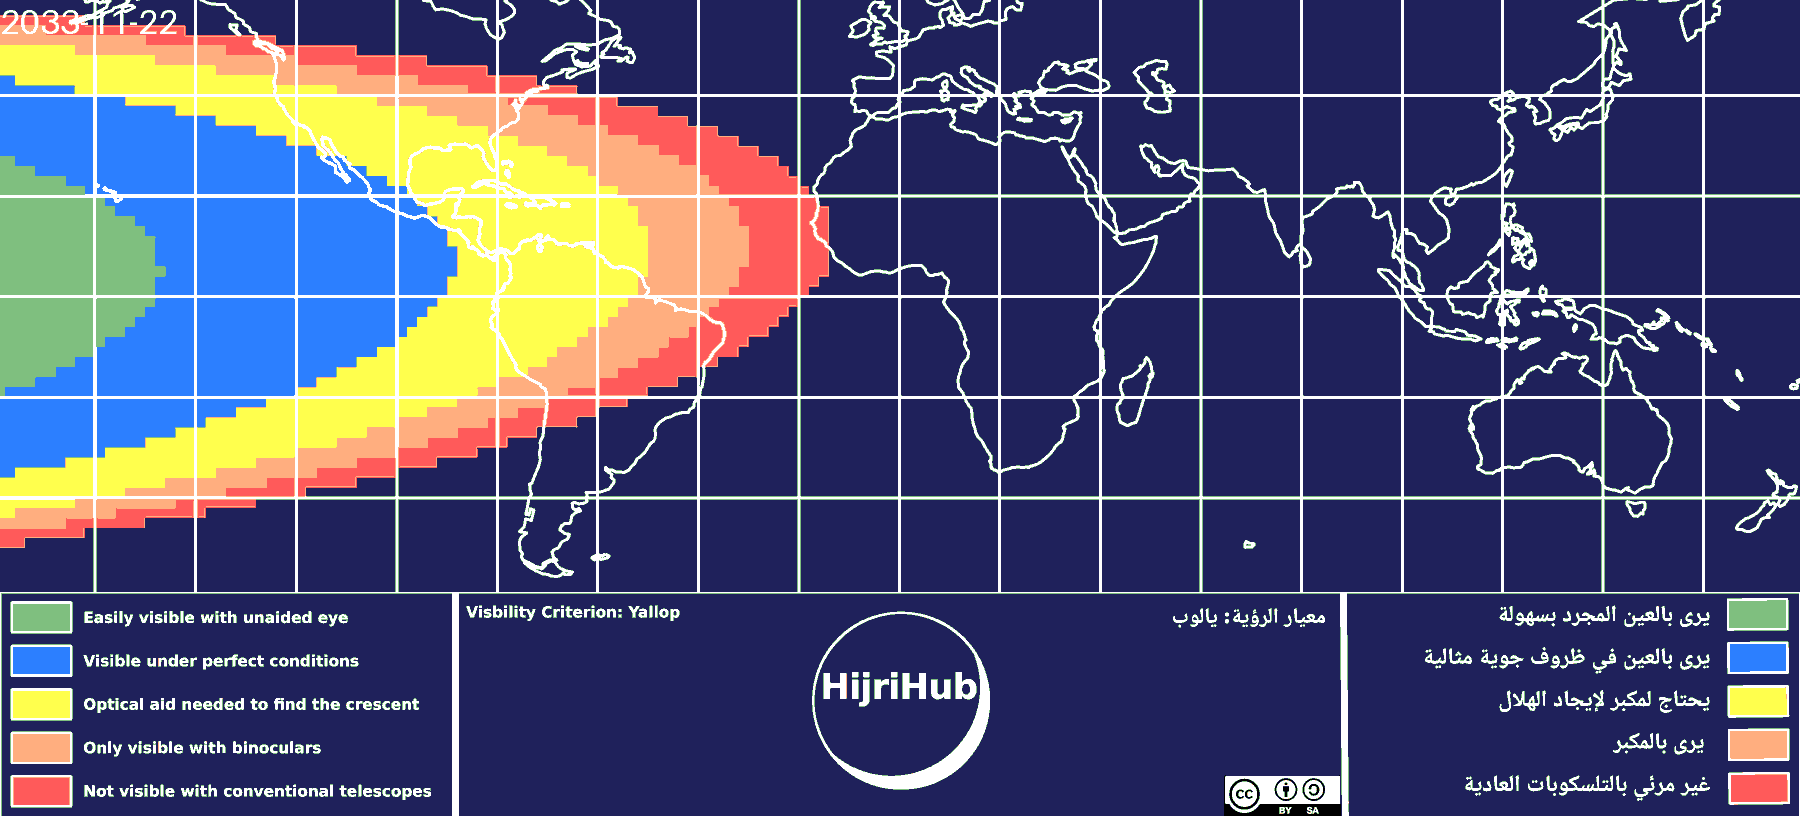 2033-11-22
Easily visible with unaided eye
Visible under perfect conditions
Optical aid needed to find the crescent
Only visible with binoculars
Not visible with conventional telescopes
Visbility Criterion: Yallop
معيار الرؤية: يالوب
HijriHub
cc
BY SA
يرى بالعين المجرد بسهولة
يرى بالعين في ظروف جوية مثالية
يحتاج لمكبر لإيجاد الهلال
يرى بالمكبر
غير مرئي بالتلسكوبات العادية